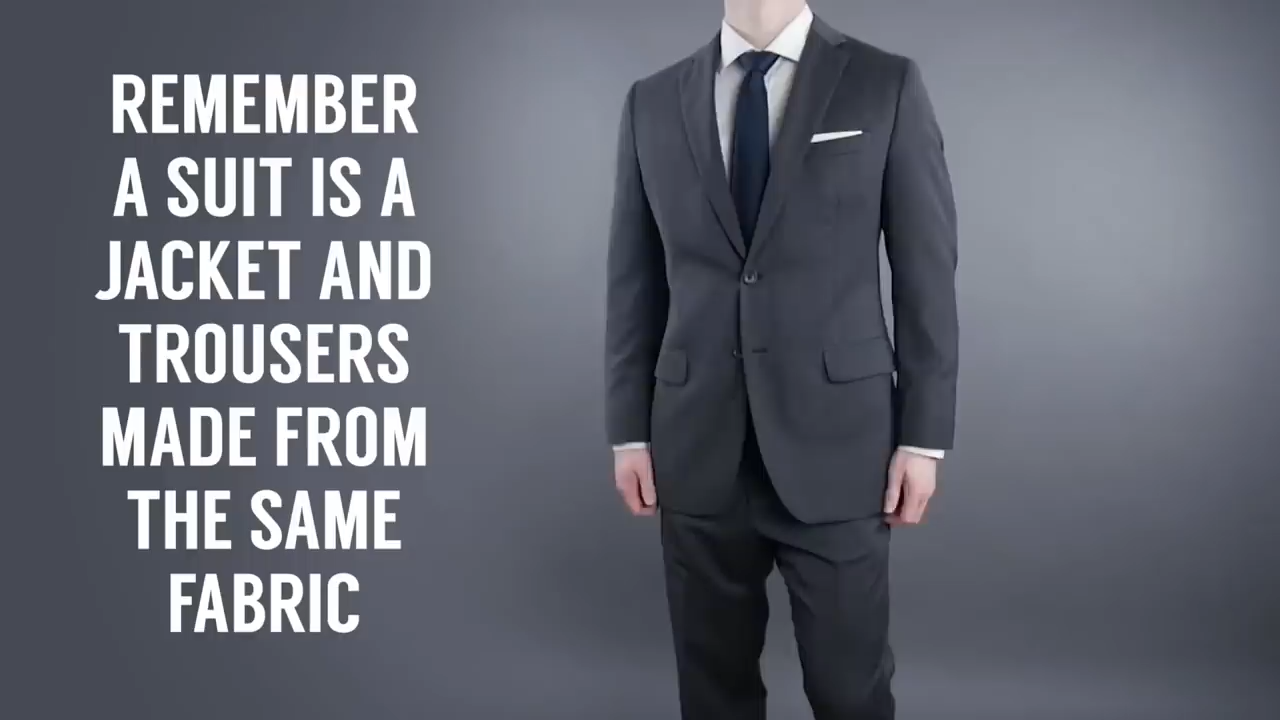 REMEMBER
A SUIT IS A
JACKET AND
TROUSERS
MADE FROM
THE SAME
FABRIC